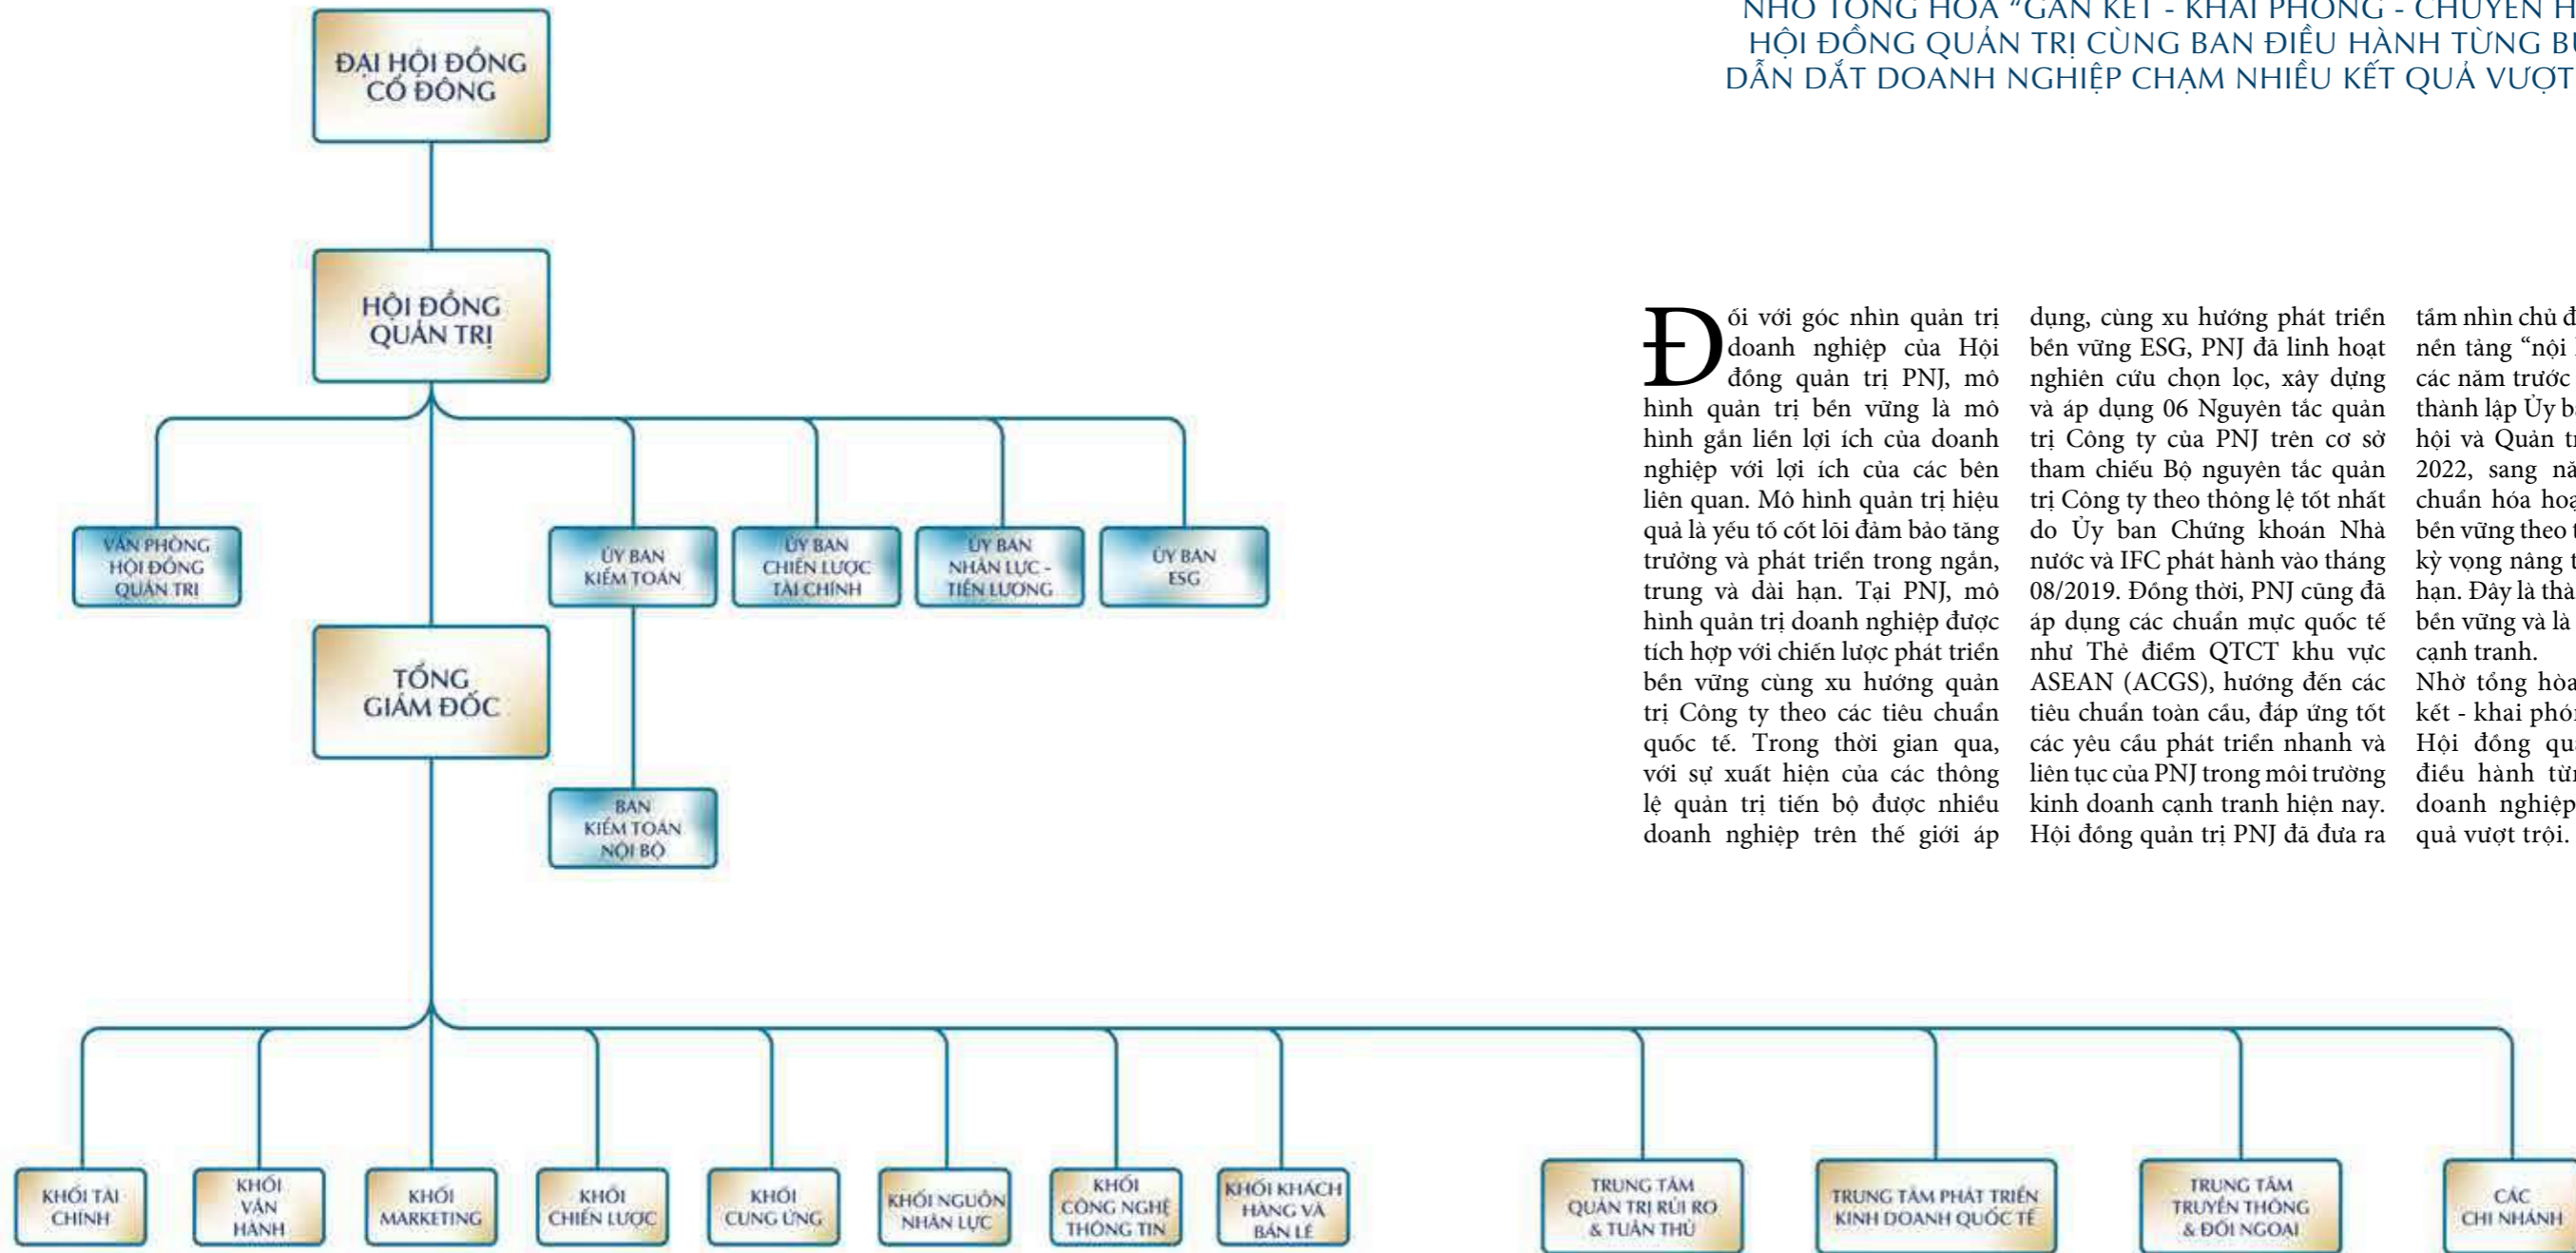 ĐẠI HỘI ĐỒNG
CỔ ĐÔNG
HỘI ĐỒNG
QUẢN TRỊ
VĂN PHÒNG
HỘI ĐỒNG
QUẢN TRỊ
ỦY BAN
KIỂM TOÁN
ỦY BAN
CHIẾN LƯỢC
TÀI CHÍNH
ỦY BAN
NHÂN LỰC -
TIỀN LƯƠNG
ỦY BAN
ESG
TỔNG
GIÁM ĐỐC
BAN
KIỂM TOÁN
NỘI BỘ
KHỐI TÀI
CHÍNH
KHỐI
VẬN
HÀNH
KHỐI
MARKETING
KHỐI
CHIẾN LƯỢC
KHỐI
CUNG ỨNG
KHỐI NGUỒN
NHÂN LỰC
KHỐI
CÔNG NGHỆ
THÔNG TIN
KHỐI KHÁCH
HÀNG VÀ
BÁN LẺ
TRUNG TÂM
QUẢN TRỊ RỦI RO
& TUÂN THỦ
TRUNG TÂM PHÁT TRIỂN
KINH DOANH QUỐC TẾ
TRUNG TÂM
TRUYỀN THÔNG
& ĐỐI NGOẠI
CÁC
CHI NHÁNH
NHỜ TỔNG HÒA “GẮN KẾT - KHAI PHÓNG - CHUYỂN H
HỘI ĐỒNG QUẢN TRỊ CÙNG BAN ĐIỀU HÀNH TỪNG BƯ
DẪN DẮT DOANH NGHIỆP CHẠM NHIỀU KẾT QUẢ VƯỢT
Đối với góc nhìn quản trị
doanh nghiệp của Hội
đồng quản trị PNJ, mô
hình quản trị bền vững là mô
hình gắn liền lợi ích của doanh
nghiệp với lợi ích của các bên
liên quan. Mô hình quản trị hiệu
quả là yếu tố cốt lõi đảm bảo tăng
trưởng và phát triển trong ngắn,
trung và dài hạn. Tại PNJ, mô
hình quản trị doanh nghiệp được
tích hợp với chiến lược phát triển
bền vững cùng xu hướng quản
trị Công ty theo các tiêu chuẩn
quốc tế. Trong thời gian qua,
với sự xuất hiện của các thông
lệ quản trị tiến bộ được nhiều
doanh nghiệp trên thế giới áp
dụng, cùng xu hướng phát triển
bền vững ESG, PNJ đã linh hoạt
nghiên cứu chọn lọc, xây dựng
và áp dụng 06 Nguyên tắc quản
trị Công ty của PNJ trên cơ sở
tham chiếu Bộ nguyên tắc quản
trị Công ty theo thông lệ tốt nhất
do Ủy ban Chứng khoán Nhà
nước và IFC phát hành vào tháng
08/2019. Đồng thời, PNJ cũng đã
áp dụng các chuẩn mực quốc tế
như Thẻ điểm QTCT khu vực
ASEAN (ACGS), hướng đến các
tiêu chuẩn toàn cầu, đáp ứng tốt
các yêu cầu phát triển nhanh và
liên tục của PNJ trong môi trường
kinh doanh cạnh tranh hiện nay.
Hội đồng quản trị PNJ đã đưa ra
tầm nhìn chủ đ
nền tảng “nội
các năm trước
thành lập Ủy b
hội và Quản tr
2022, sang nă
chuẩn hóa hoạ
bền vững theo t
kỳ vọng nâng t
hạn. Đây là thà
bền vững và là
cạnh tranh.
Nhờ tổng hòa
kết - khai phó
Hội đồng qu
điều hành từ
doanh nghiệp
quả vượt trội.